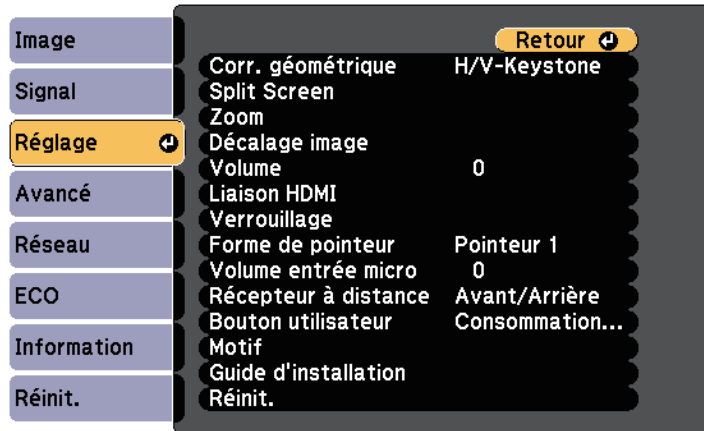 Image
Signal
Réglage
Avancé
Réseau
ECO
Information
Réinit.
Retour
Corr. géométrique H/V-Keystone
Split Screen
Zoom
Décalage image
Volume 0
Liaison HDMI
Verrouillage
Forme de pointeur Pointeur 1
Volume entrée micro 0
Récepteur à distance Avant/Arrière
Bouton utilisateur Consommation...
Motif
Guide d'installation
Réinit.